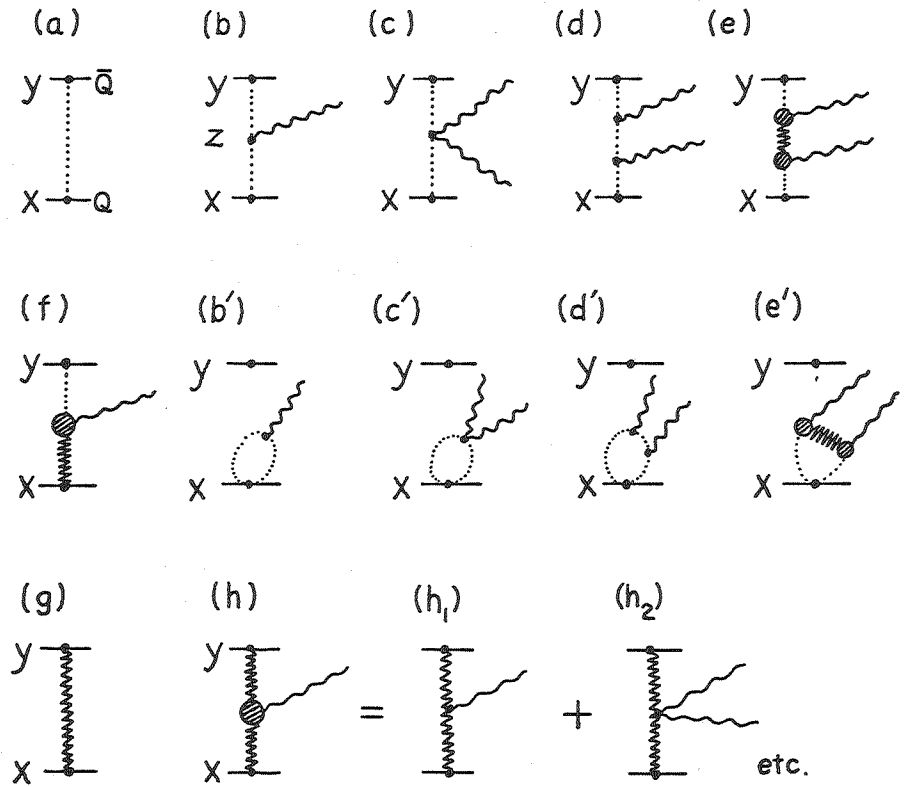 (a) (b) (c) (d) (e)
y Q̄ y y y y
z
x Q x x x x
(f) (b′) (c′) (d′) (e′)
y y y y y
x x x x x
(g) (h) (h₁) (h₂)
y y
= +
x x etc.